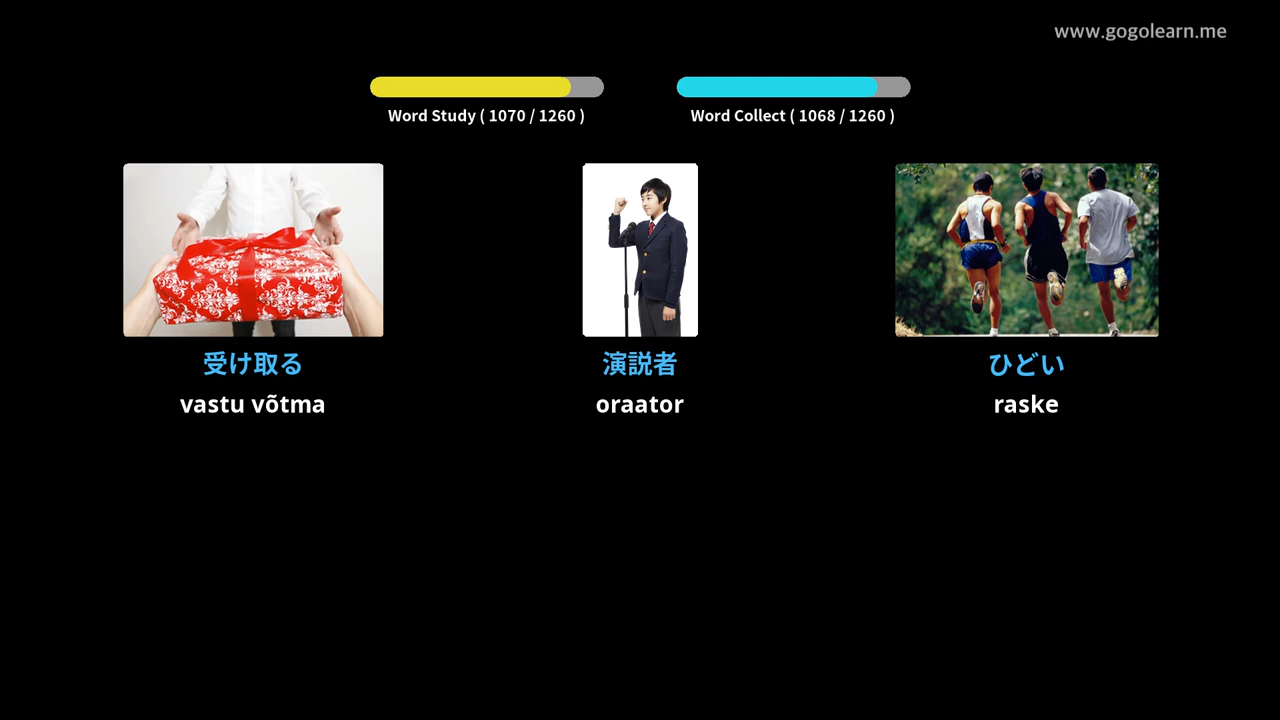 www.gogolearn.me
Word Study ( 1070 / 1260 )
Word Collect ( 1068 / 1260 )
受け取る
vastu võtma
演説者
oraator
ひどい
raske